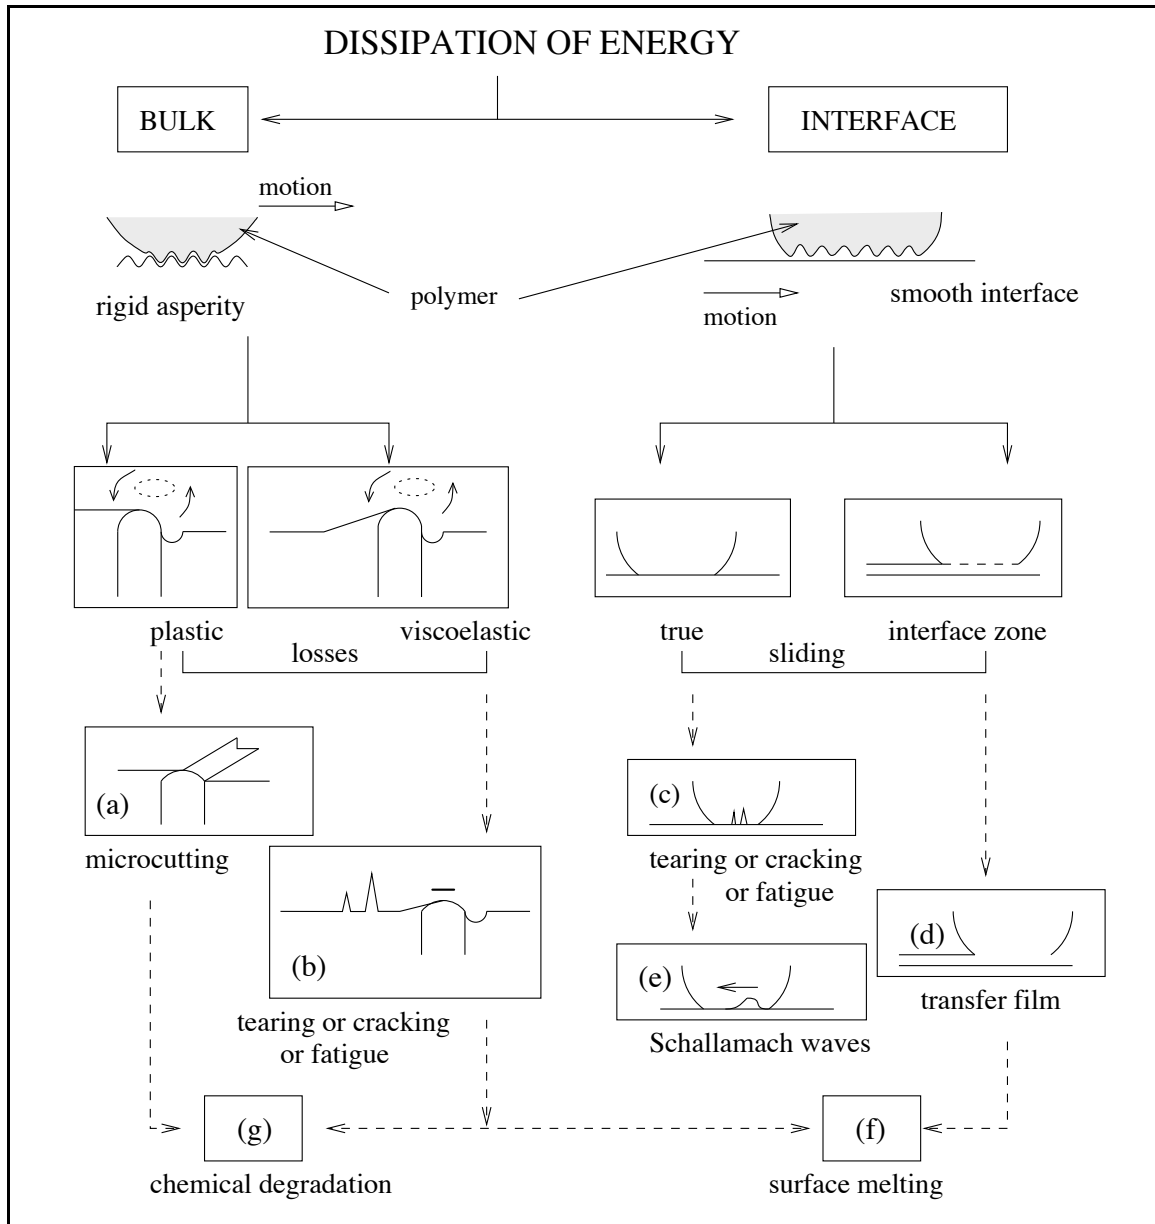 DISSIPATION OF ENERGY
BULK
INTERFACE
motion
polymer
rigid asperity
smooth interface
motion
plastic
viscoelastic
true
interface zone
losses
sliding
(a)
microcutting
(c)
tearing or cracking
or fatigue
(b)
tearing or cracking
or fatigue
(d)
transfer film
(e)
Schallamach waves
(g)
chemical degradation
(f)
surface melting